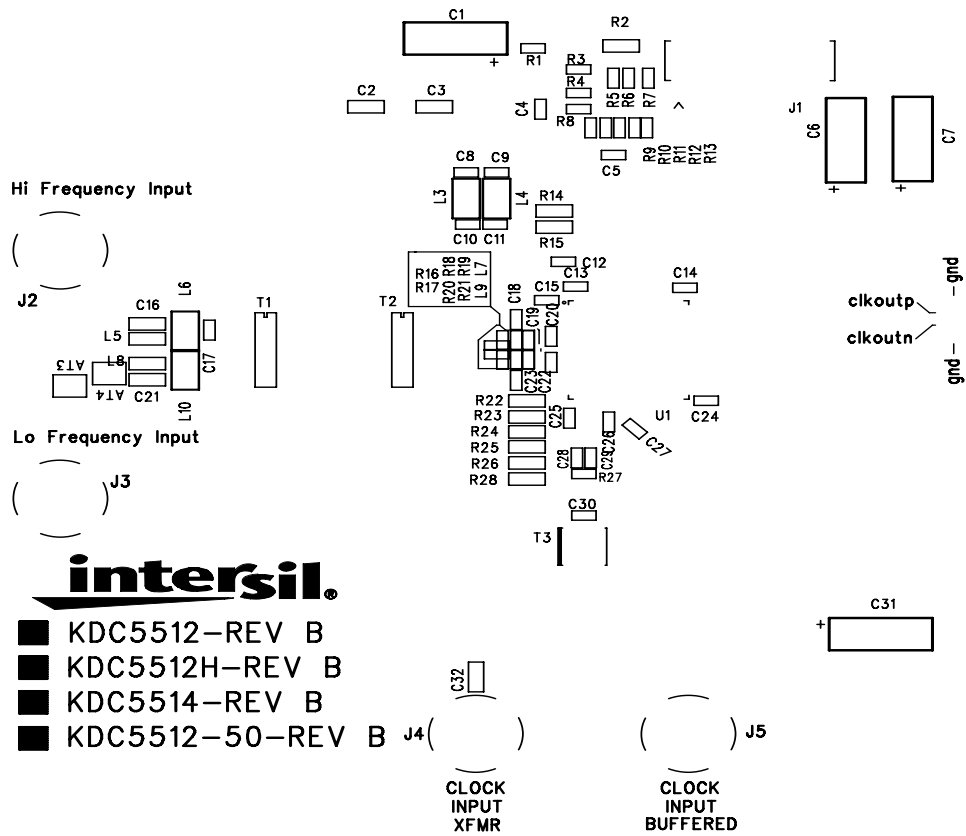 C1
R2
R1
R3
R4
C2
C3
C4
R5
R6
R7
R8
J1
C6
C7
R9
R10
R11
R12
R13
C5
C8
C9
Hi Frequency Input
L3
L4
R14
C10
C11
R15
C12
R16
R17
R18
R19
L7
R20
R21
L9
C13
C14
gnd
J2
L6
C15
C18
clkoutp
C16
T1
T2
C19
C20
L5
clkoutn
C17
L8
AT3
AT4
C21
C23
C22
gnd
L10
R22
R23
C25
U1
C24
Lo Frequency Input
R24
C26
C27
R25
R26
C28
C29
J3
R28
R27
C30
T3
intersil®
C31
KDC5512-REV B
KDC5512H-REV B
C32
KDC5514-REV B
KDC5512-50-REV B
J4
J5
CLOCK
INPUT
XFMR
CLOCK
INPUT
BUFFERED